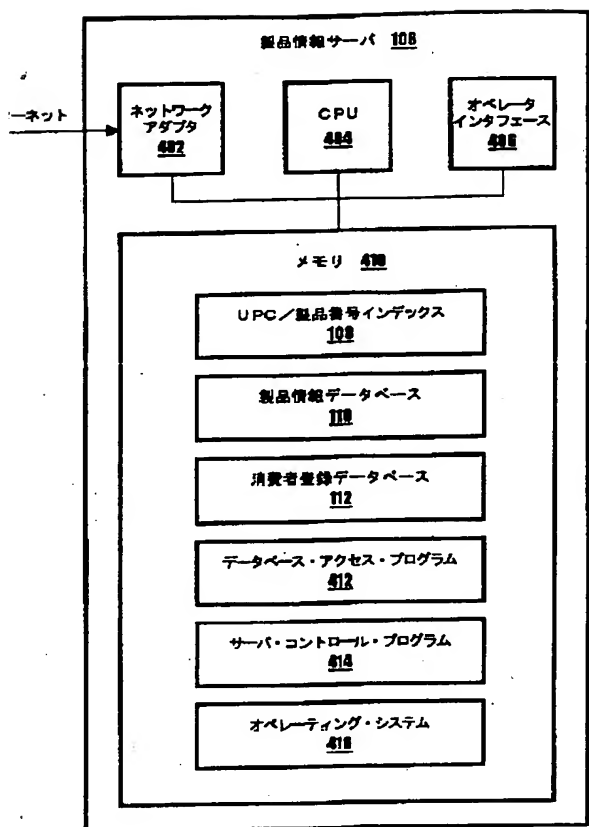 製品情報サーバ 106
ーネット
ネットワーク
アダプタ
402
CPU
404
オペレータ
インタフェース
406
メモリ 410
UPC/製品番号インデックス
108
製品情報データベース
110
消費者登録データベース
112
データベース・アクセス・プログラム
412
サーバ・コントロール・プログラム
414
オペレーティング・システム
416